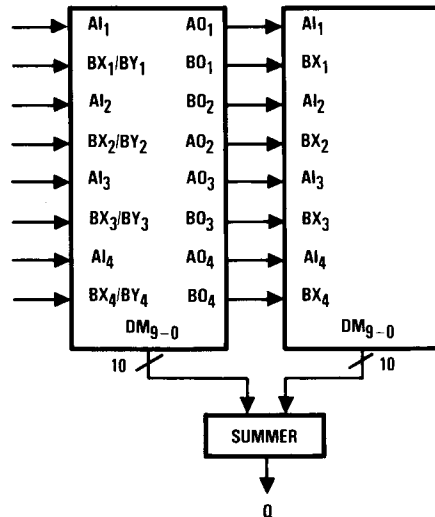 AI1 AO1 AI1
BX1/BY1 BO1 BX1
AI2 BO2 AI2
BX2/BY2 AO2 BX2
AI3 AO3 AI3
BX3/BY3 BO3 BX3
AI4 AO4 AI4
BX4/BY4 BO4 BX4
DM9–0 DM9–0
10 10
SUMMER
Q